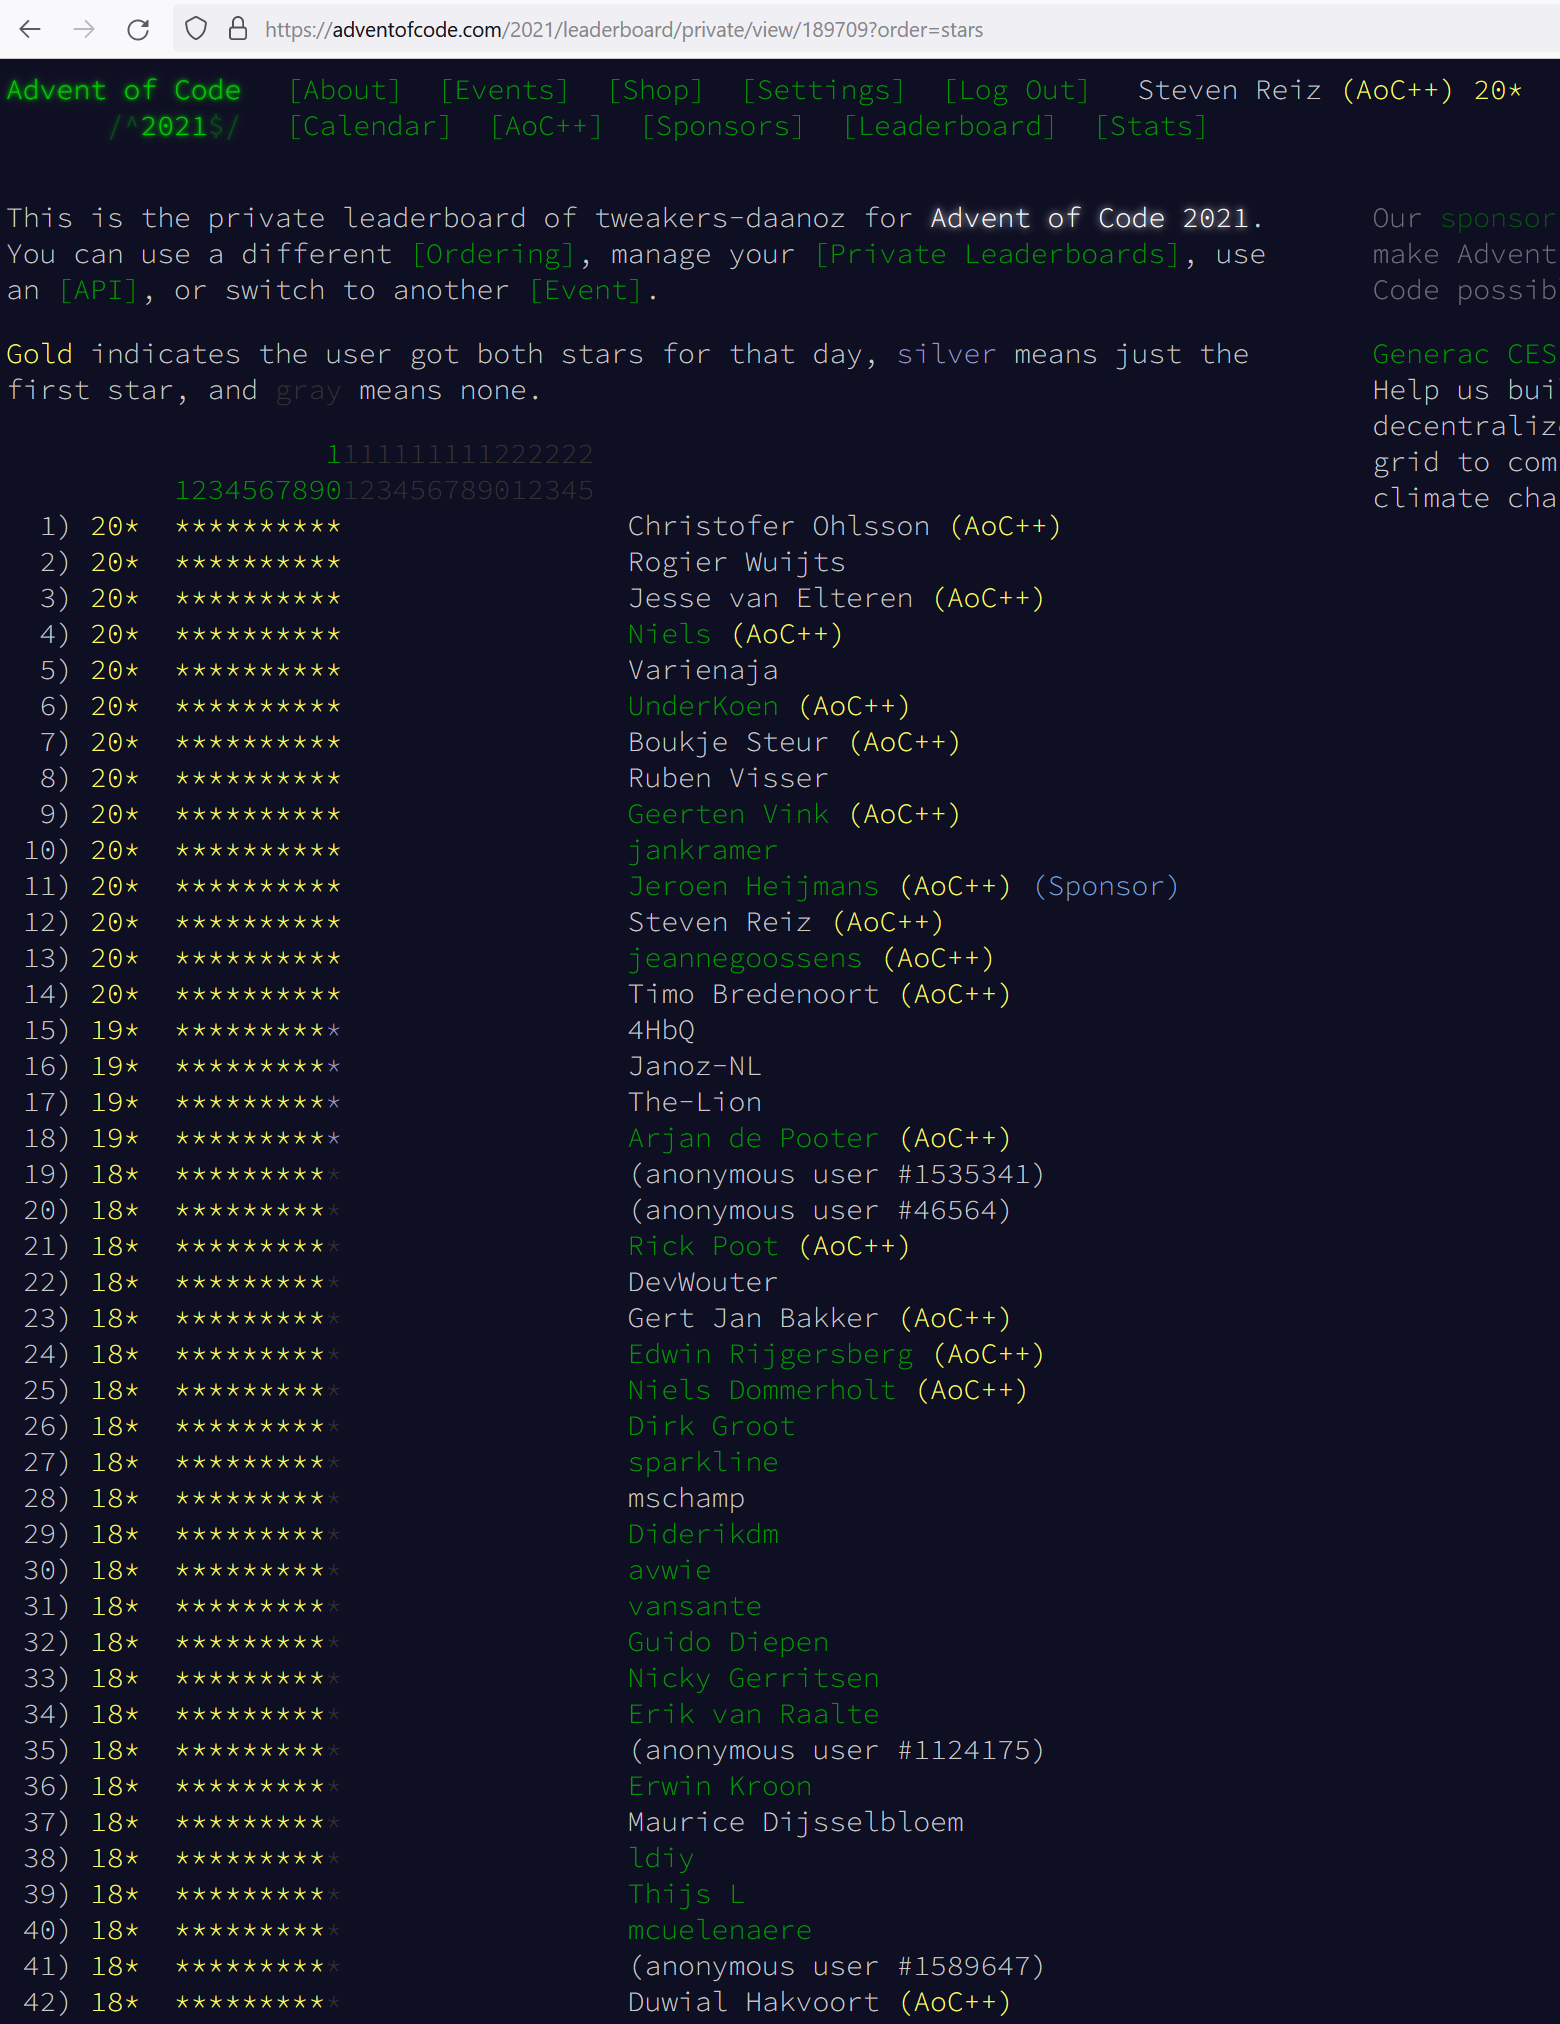 https://adventofcode.com/2021/leaderboard/private/view/189709?order=stars
Advent of Code [About] [Events] [Shop] [Settings] [Log Out] Steven Reiz (AoC++) 20*
/^2021$/ [Calendar] [AoC++] [Sponsors] [Leaderboard] [Stats]
This is the private leaderboard of tweakers-daanoz for Advent of Code 2021.
You can use a different [Ordering], manage your [Private Leaderboards], use
an [API], or switch to another [Event].
Gold indicates the user got both stars for that day, silver means just the
first star, and gray means none.
1111111111222222
1234567890123456789012345
1) 20* ********** Christofer Ohlsson (AoC++)
2) 20* ********** Rogier Wuijts
3) 20* ********** Jesse van Elteren (AoC++)
4) 20* ********** Niels (AoC++)
5) 20* ********** Varienaja
6) 20* ********** UnderKoen (AoC++)
7) 20* ********** Boukje Steur (AoC++)
8) 20* ********** Ruben Visser
9) 20* ********** Geerten Vink (AoC++)
10) 20* ********** jankramer
11) 20* ********** Jeroen Heijmans (AoC++) (Sponsor)
12) 20* ********** Steven Reiz (AoC++)
13) 20* ********** jeannegoossens (AoC++)
14) 20* ********** Timo Bredenoort (AoC++)
15) 19* ********** 4HbQ
16) 19* ********** Janoz-NL
17) 19* ********** The-Lion
18) 19* ********** Arjan de Pooter (AoC++)
19) 18* ********** (anonymous user #1535341)
20) 18* ********** (anonymous user #46564)
21) 18* ********** Rick Poot (AoC++)
22) 18* ********** DevWouter
23) 18* ********** Gert Jan Bakker (AoC++)
24) 18* ********** Edwin Rijgersberg (AoC++)
25) 18* ********** Niels Dommerholt (AoC++)
26) 18* ********** Dirk Groot
27) 18* ********** sparkline
28) 18* ********** mschamp
29) 18* ********** Diderikdm
30) 18* ********** avwie
31) 18* ********** vansante
32) 18* ********** Guido Diepen
33) 18* ********** Nicky Gerritsen
34) 18* ********** Erik van Raalte
35) 18* ********** (anonymous user #1124175)
36) 18* ********** Erwin Kroon
37) 18* ********** Maurice Dijsselbloem
38) 18* ********** ldiy
39) 18* ********** Thijs L
40) 18* ********** mcuelenaere
41) 18* ********** (anonymous user #1589647)
42) 18* ********** Duwial Hakvoort (AoC++)
Our sponsor
make Advent
Code possib
Generac CES
Help us bui
decentraliz
grid to com
climate cha